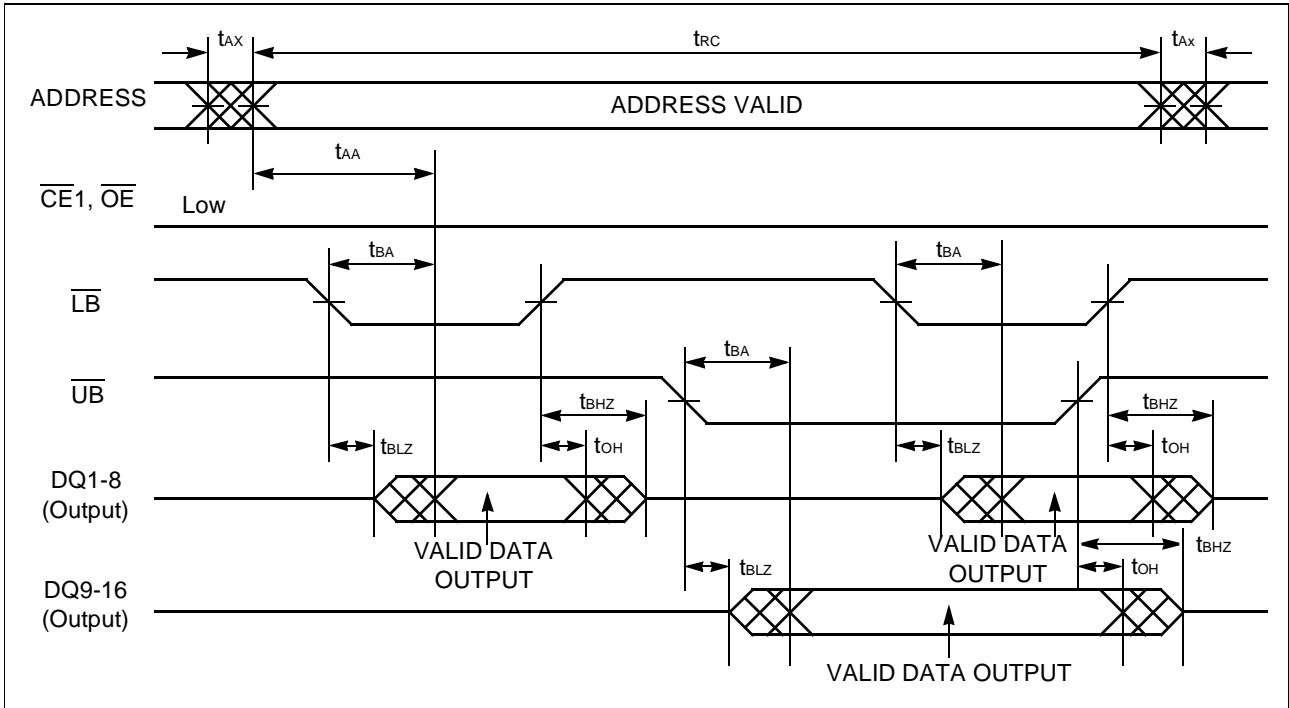 tAX tRC tAx
ADDRESS ADDRESS VALID
tAA
CE1, OE Low
tBA tBA
LB
tBA
UB
tBHZ tBHZ
tBLZ tOH tBLZ tOH
DQ1-8
(Output)
VALID DATA
OUTPUT
VALID DATA
OUTPUT
tBHZ
tBLZ tOH
DQ9-16
(Output)
VALID DATA OUTPUT